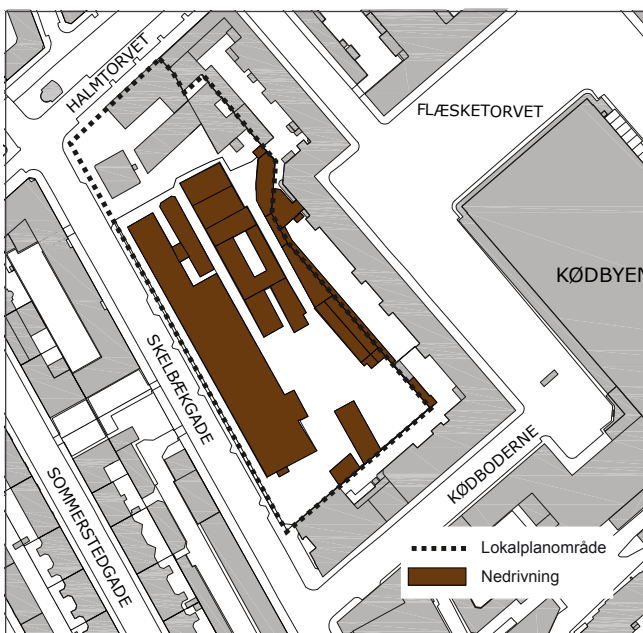 HALMTORVET
FLÆSKETORVET
KØDBYEN
SKELBÆKGADE
KØDBODERNE
SOMMERSTEDGADE
Lokalplanområde
Nedrivning